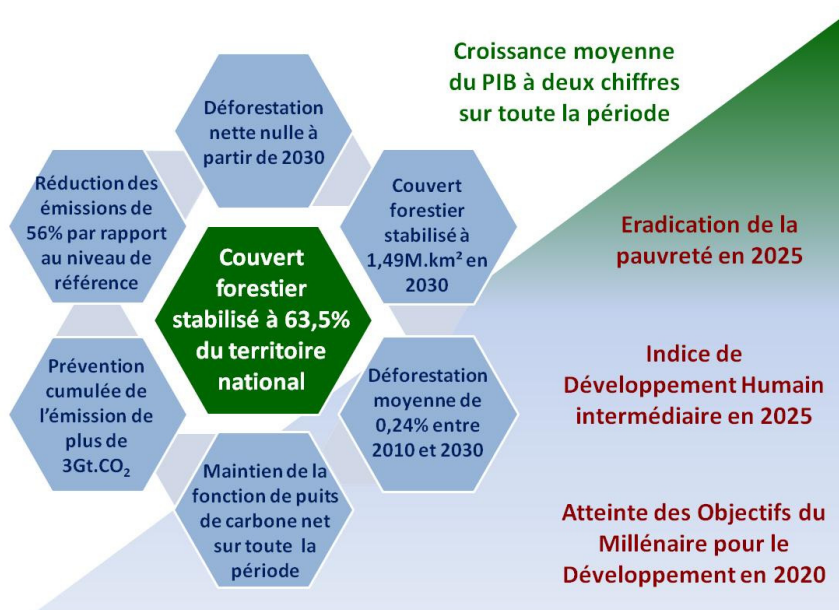 Croissance moyenne
du PIB à deux chiffres
sur toute la période
Déforestation
nette nulle à
partir de 2030
Réduction des
émissions de
56% par rapport
au niveau de
référence
Couvert
forestier
stabilisé à
1,49M.km² en
2030
Couvert
forestier
stabilisé à 63,5%
du territoire
national
Eradication de la
pauvreté en 2025
Prévention
cumulée de
l'émission de
plus de
3Gt.CO₂
Déforestation
moyenne de
0,24% entre
2010 et 2030
Indice de
Développement Humain
intermédiaire en 2025
Maintien de la
fonction de puits
de carbone net
sur toute la
période
Atteinte des Objectifs du
Millénaire pour le
Développement en 2020